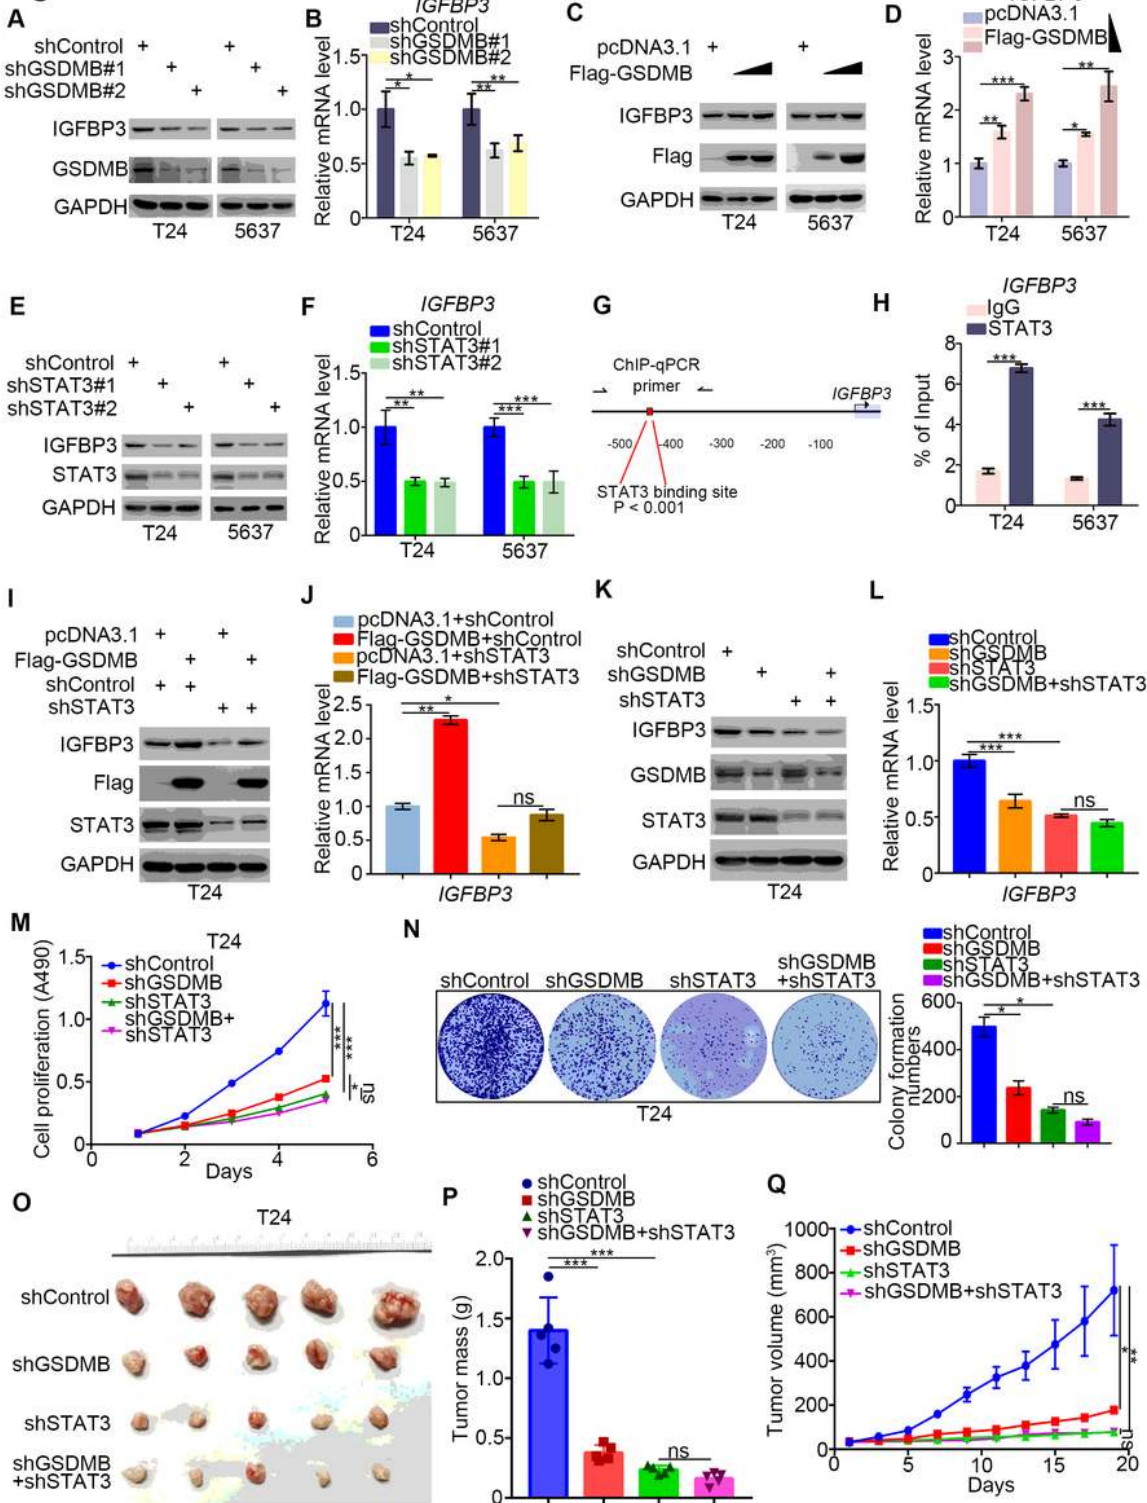 A
shControl + +
shGSDMB#1 + +
shGSDMB#2 + +
IGFBP3
GSDMB
GAPDH
T24 5637
B
IGFBP3
shControl
shGSDMB#1
shGSDMB#2
Relative mRNA level
1.5
1.0
0.5
0
* * ** **
T24 5637
C
pcDNA3.1 + +
Flag-GSDMB
IGFBP3
Flag
GAPDH
T24 5637
D
pcDNA3.1
Flag-GSDMB
Relative mRNA level
3
2
1
0
*** ** ** *
T24 5637
E
shControl + +
shSTAT3#1 + +
shSTAT3#2 + +
IGFBP3
STAT3
GAPDH
T24 5637
F
IGFBP3
shControl
shSTAT3#1
shSTAT3#2
Relative mRNA level
1.5
1.0
0.5
0
** ** *** ***
T24 5637
G
ChIP-qPCR
primer
IGFBP3
-500 -400 -300 -200 -100
STAT3 binding site
P < 0.001
H
IGFBP3
IgG
STAT3
% of Input
8
6
4
2
0
*** ***
T24 5637
I
pcDNA3.1 + +
Flag-GSDMB + +
shControl + +
shSTAT3 + +
IGFBP3
Flag
STAT3
GAPDH
T24
J
pcDNA3.1+shControl
Flag-GSDMB+shControl
pcDNA3.1+shSTAT3
Flag-GSDMB+shSTAT3
Relative mRNA level
2.5
2.0
1.5
1.0
0.5
0
* ** ns
IGFBP3
K
shControl +
shGSDMB + +
shSTAT3 + +
IGFBP3
GSDMB
STAT3
GAPDH
T24
L
shControl
shGSDMB
shSTAT3
shGSDMB+shSTAT3
Relative mRNA level
1.5
1.0
0.5
0
*** *** ns
IGFBP3
M
T24
shControl
shGSDMB
shSTAT3
shGSDMB+
shSTAT3
Cell proliferation (A490)
1.5
1.0
0.5
0
*** *** * ns
0 2 4 6
Days
N
shControl shGSDMB shSTAT3 shGSDMB
+shSTAT3
T24
shControl
shGSDMB
shSTAT3
shGSDMB+shSTAT3
Colony formation
numbers
600
400
200
0
* * ns
O
T24
shControl
shGSDMB
shSTAT3
shGSDMB
+shSTAT3
P
shControl
shGSDMB
shSTAT3
shGSDMB+shSTAT3
Tumor mass (g)
2.0
1.5
1.0
0.5
0
*** *** ns
Q
shControl
shGSDMB
shSTAT3
shGSDMB+shSTAT3
Tumor volume (mm³)
1000
800
600
400
200
0
* ** ns
0 5 10 15 20
Days